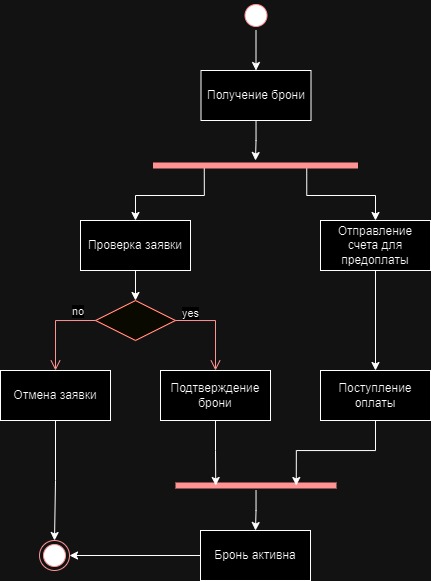 Получение брони
Проверка заявки
Отправление
счета для
предоплаты
no
yes
Отмена заявки
Подтверждение
брони
Поступление
оплаты
Бронь активна